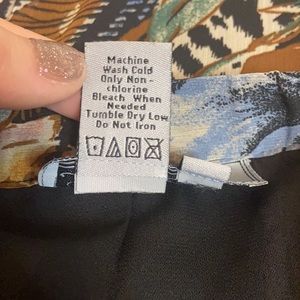 Machine
Wash Cold
Only Non -
chlorine
Bleach When
Needed
Tumble Dry Low
Do Not Iron